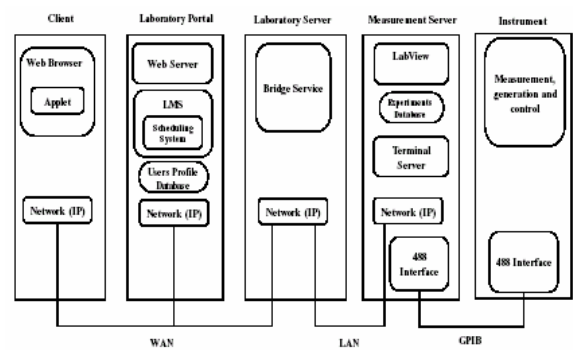 Client
Laboratory Portal
Laboratory Server
Measurement Server
Instrument
Web Browser
Applet
Network (IP)
Web Server
LMS
Scheduling
System
Users Profile
Database
Network (IP)
Bridge Service
Network (IP)
LabView
Experiments
Database
Terminal
Server
Network (IP)
488
Interface
Measurement,
generation and
control
488 Interface
WAN
LAN
GPIB